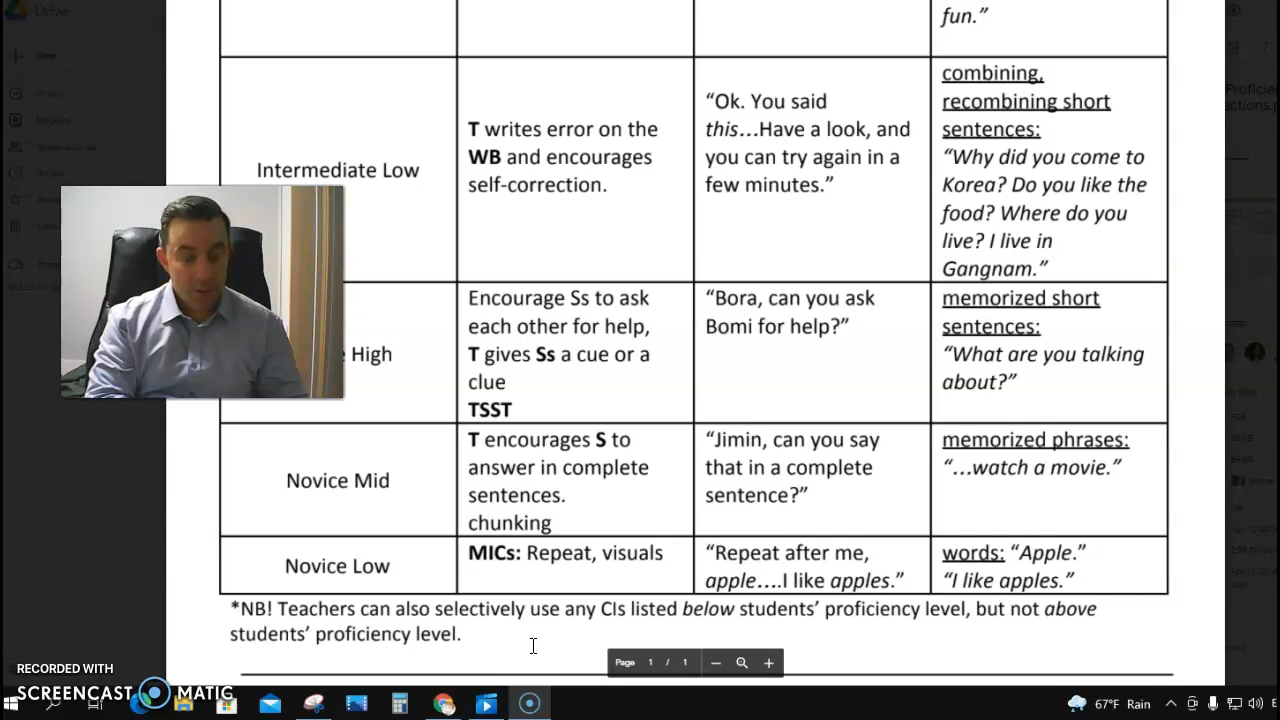 Drive
New
fun.”
Intermediate Low
T writes error on the
WB and encourages
self-correction.
“Ok. You said
this…Have a look, and
you can try again in a
few minutes.”
combining,
recombining short
sentences:
“Why did you come to
Korea? Do you like the
food? Where do you
live? I live in
Gangnam.”
High
Encourage Ss to ask
each other for help,
T gives Ss a cue or a
clue
TSST
“Bora, can you ask
Bomi for help?”
memorized short
sentences:
“What are you talking
about?”
Novice Mid
T encourages S to
answer in complete
sentences.
chunking
“Jimin, can you say
that in a complete
sentence?”
memorized phrases:
“…watch a movie.”
Novice Low
MICs: Repeat, visuals
“Repeat after me,
apple….I like apples.”
words: “Apple.”
“I like apples.”
*NB! Teachers can also selectively use any CIs listed below students’ proficiency level, but not above
students’ proficiency level.
Page 1 / 1
RECORDED WITH
SCREENCAST MATIC
67°F Rain